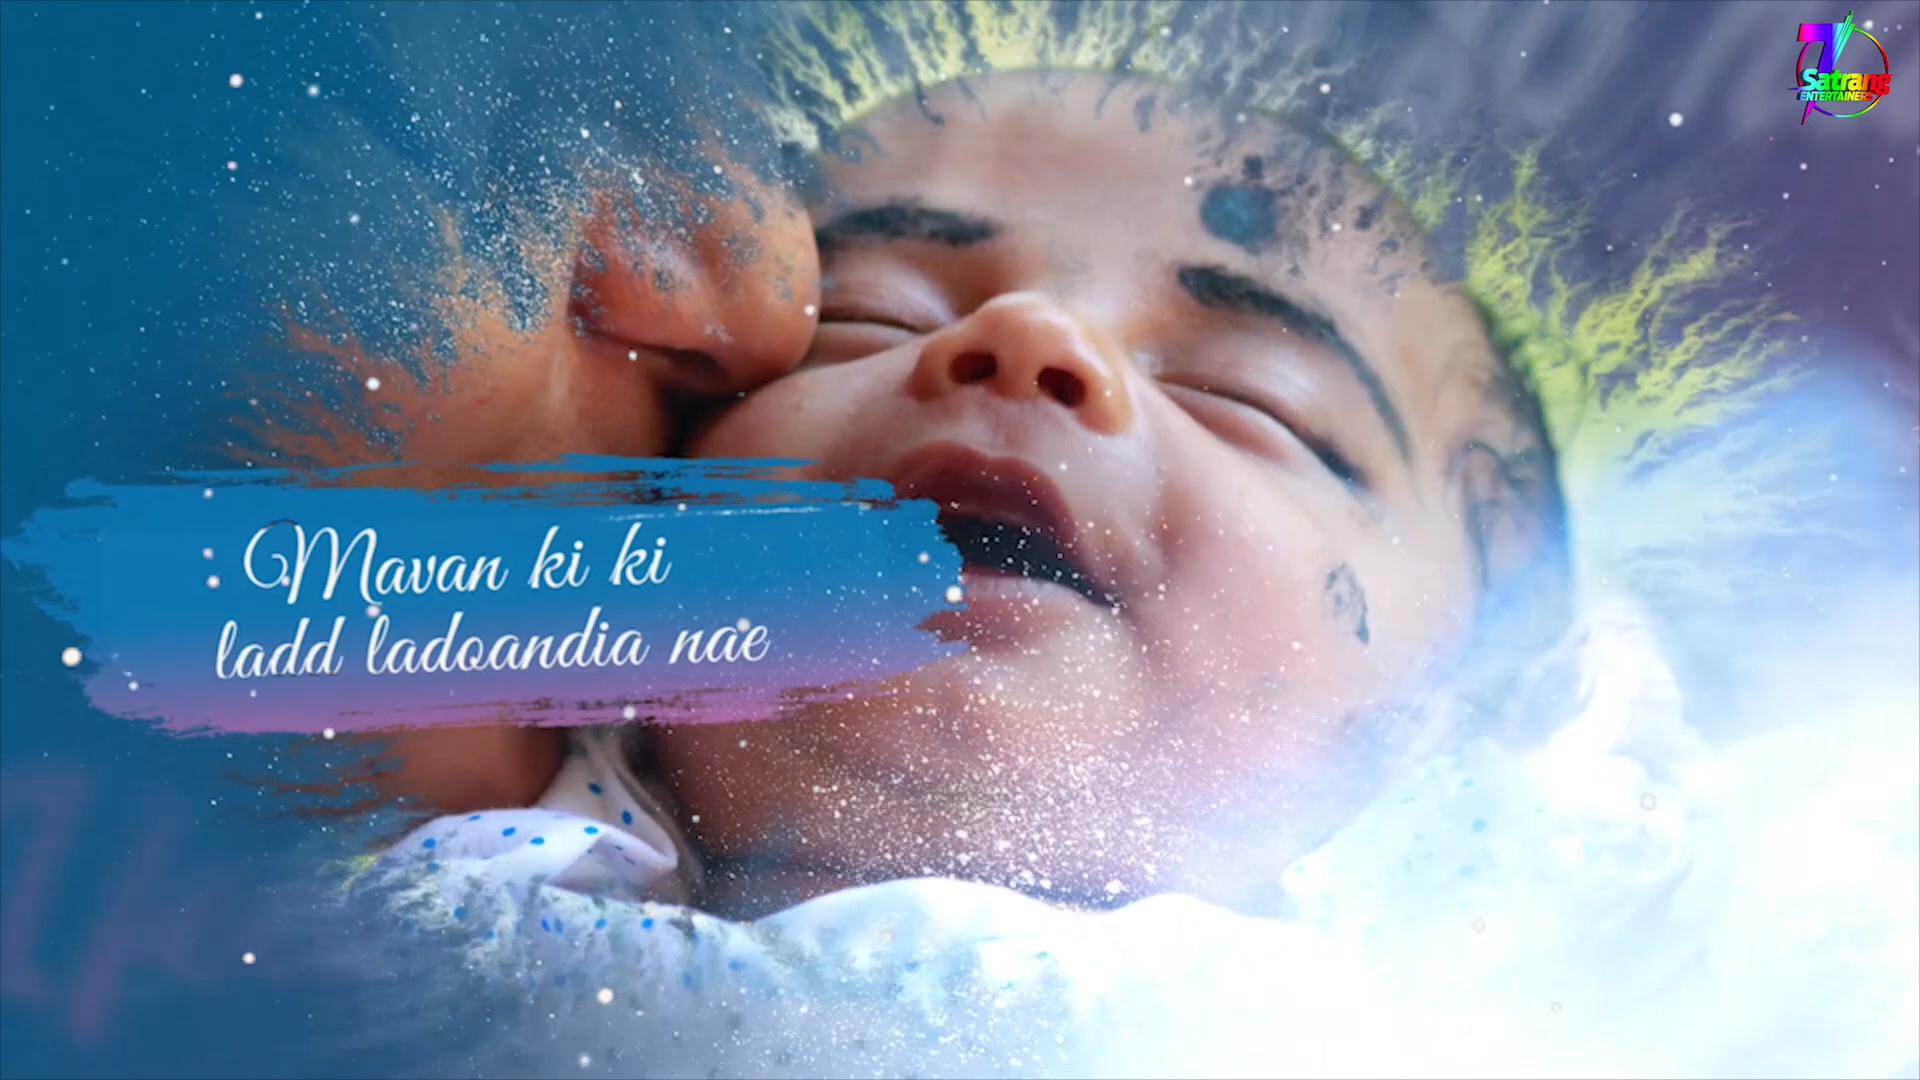 Satrang
ENTERTAINERS
Mavan ki ki
ladd ladoandia nae